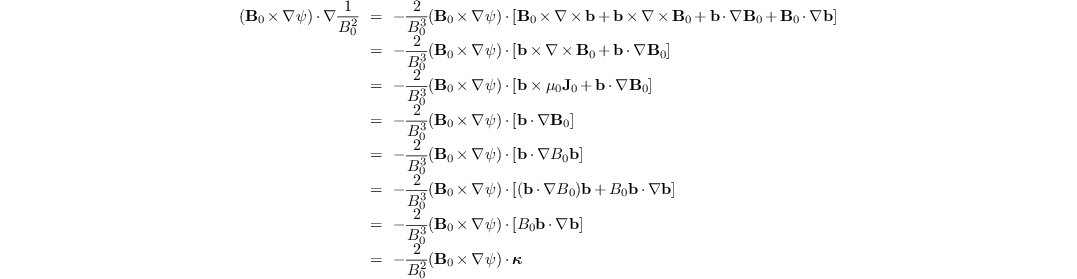 (𝐁₀ × ∇ψ) · ∇ 1/B₀² = −2/B₀³ (𝐁₀ × ∇ψ) · [𝐁₀ × ∇ × 𝐛 + 𝐛 × ∇ × 𝐁₀ + 𝐛 · ∇𝐁₀ + 𝐁₀ · ∇𝐛]
= −2/B₀³ (𝐁₀ × ∇ψ) · [𝐛 × ∇ × 𝐁₀ + 𝐛 · ∇𝐁₀]
= −2/B₀³ (𝐁₀ × ∇ψ) · [𝐛 × μ₀𝐉₀ + 𝐛 · ∇𝐁₀]
= −2/B₀³ (𝐁₀ × ∇ψ) · [𝐛 · ∇𝐁₀]
= −2/B₀³ (𝐁₀ × ∇ψ) · [𝐛 · ∇B₀𝐛]
= −2/B₀³ (𝐁₀ × ∇ψ) · [(𝐛 · ∇B₀)𝐛 + B₀𝐛 · ∇𝐛]
= −2/B₀³ (𝐁₀ × ∇ψ) · [B₀𝐛 · ∇𝐛]
= −2/B₀² (𝐁₀ × ∇ψ) · 𝛋